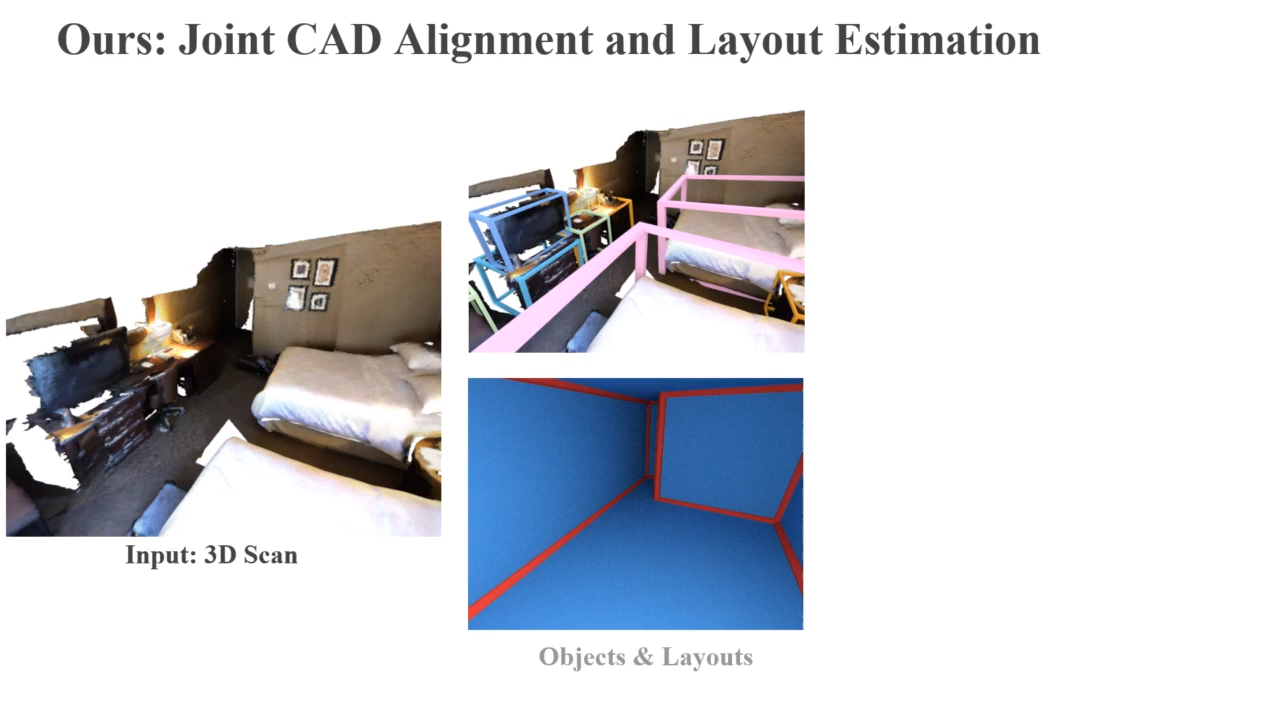 Ours: Joint CAD Alignment and Layout Estimation
Input: 3D Scan
Objects & Layouts